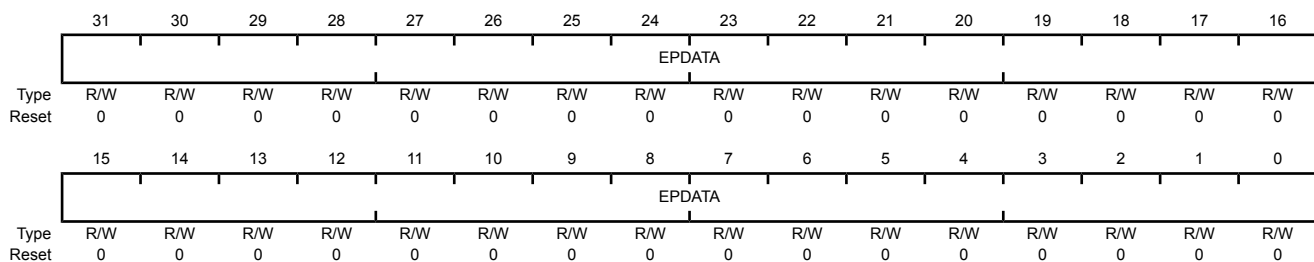 31 30 29 28 27 26 25 24 23 22 21 20 19 18 17 16
EPDATA
Type R/W R/W R/W R/W R/W R/W R/W R/W R/W R/W R/W R/W R/W R/W R/W R/W
Reset 0 0 0 0 0 0 0 0 0 0 0 0 0 0 0 0
15 14 13 12 11 10 9 8 7 6 5 4 3 2 1 0
EPDATA
Type R/W R/W R/W R/W R/W R/W R/W R/W R/W R/W R/W R/W R/W R/W R/W R/W
Reset 0 0 0 0 0 0 0 0 0 0 0 0 0 0 0 0